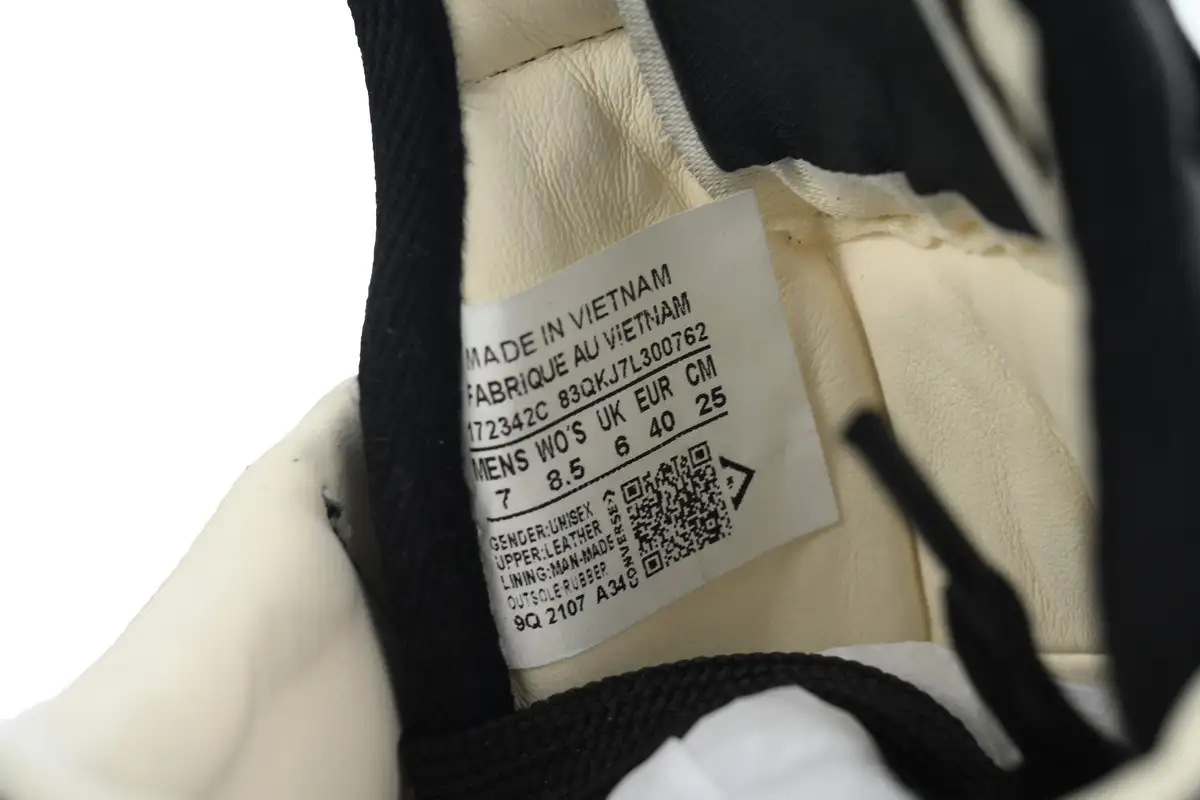 MADE IN VIETNAM
FABRIQUE AU VIETNAM
172342C 83QKJ7L300762
MENS WO'S UK EUR CM
7 8.5 6 40 25
GENDER:UNISEX
UPPER:LEATHER
LINING:MAN-MADE
OUTSOLE:RUBBER
9Q 2107 A34C
CONVERSE